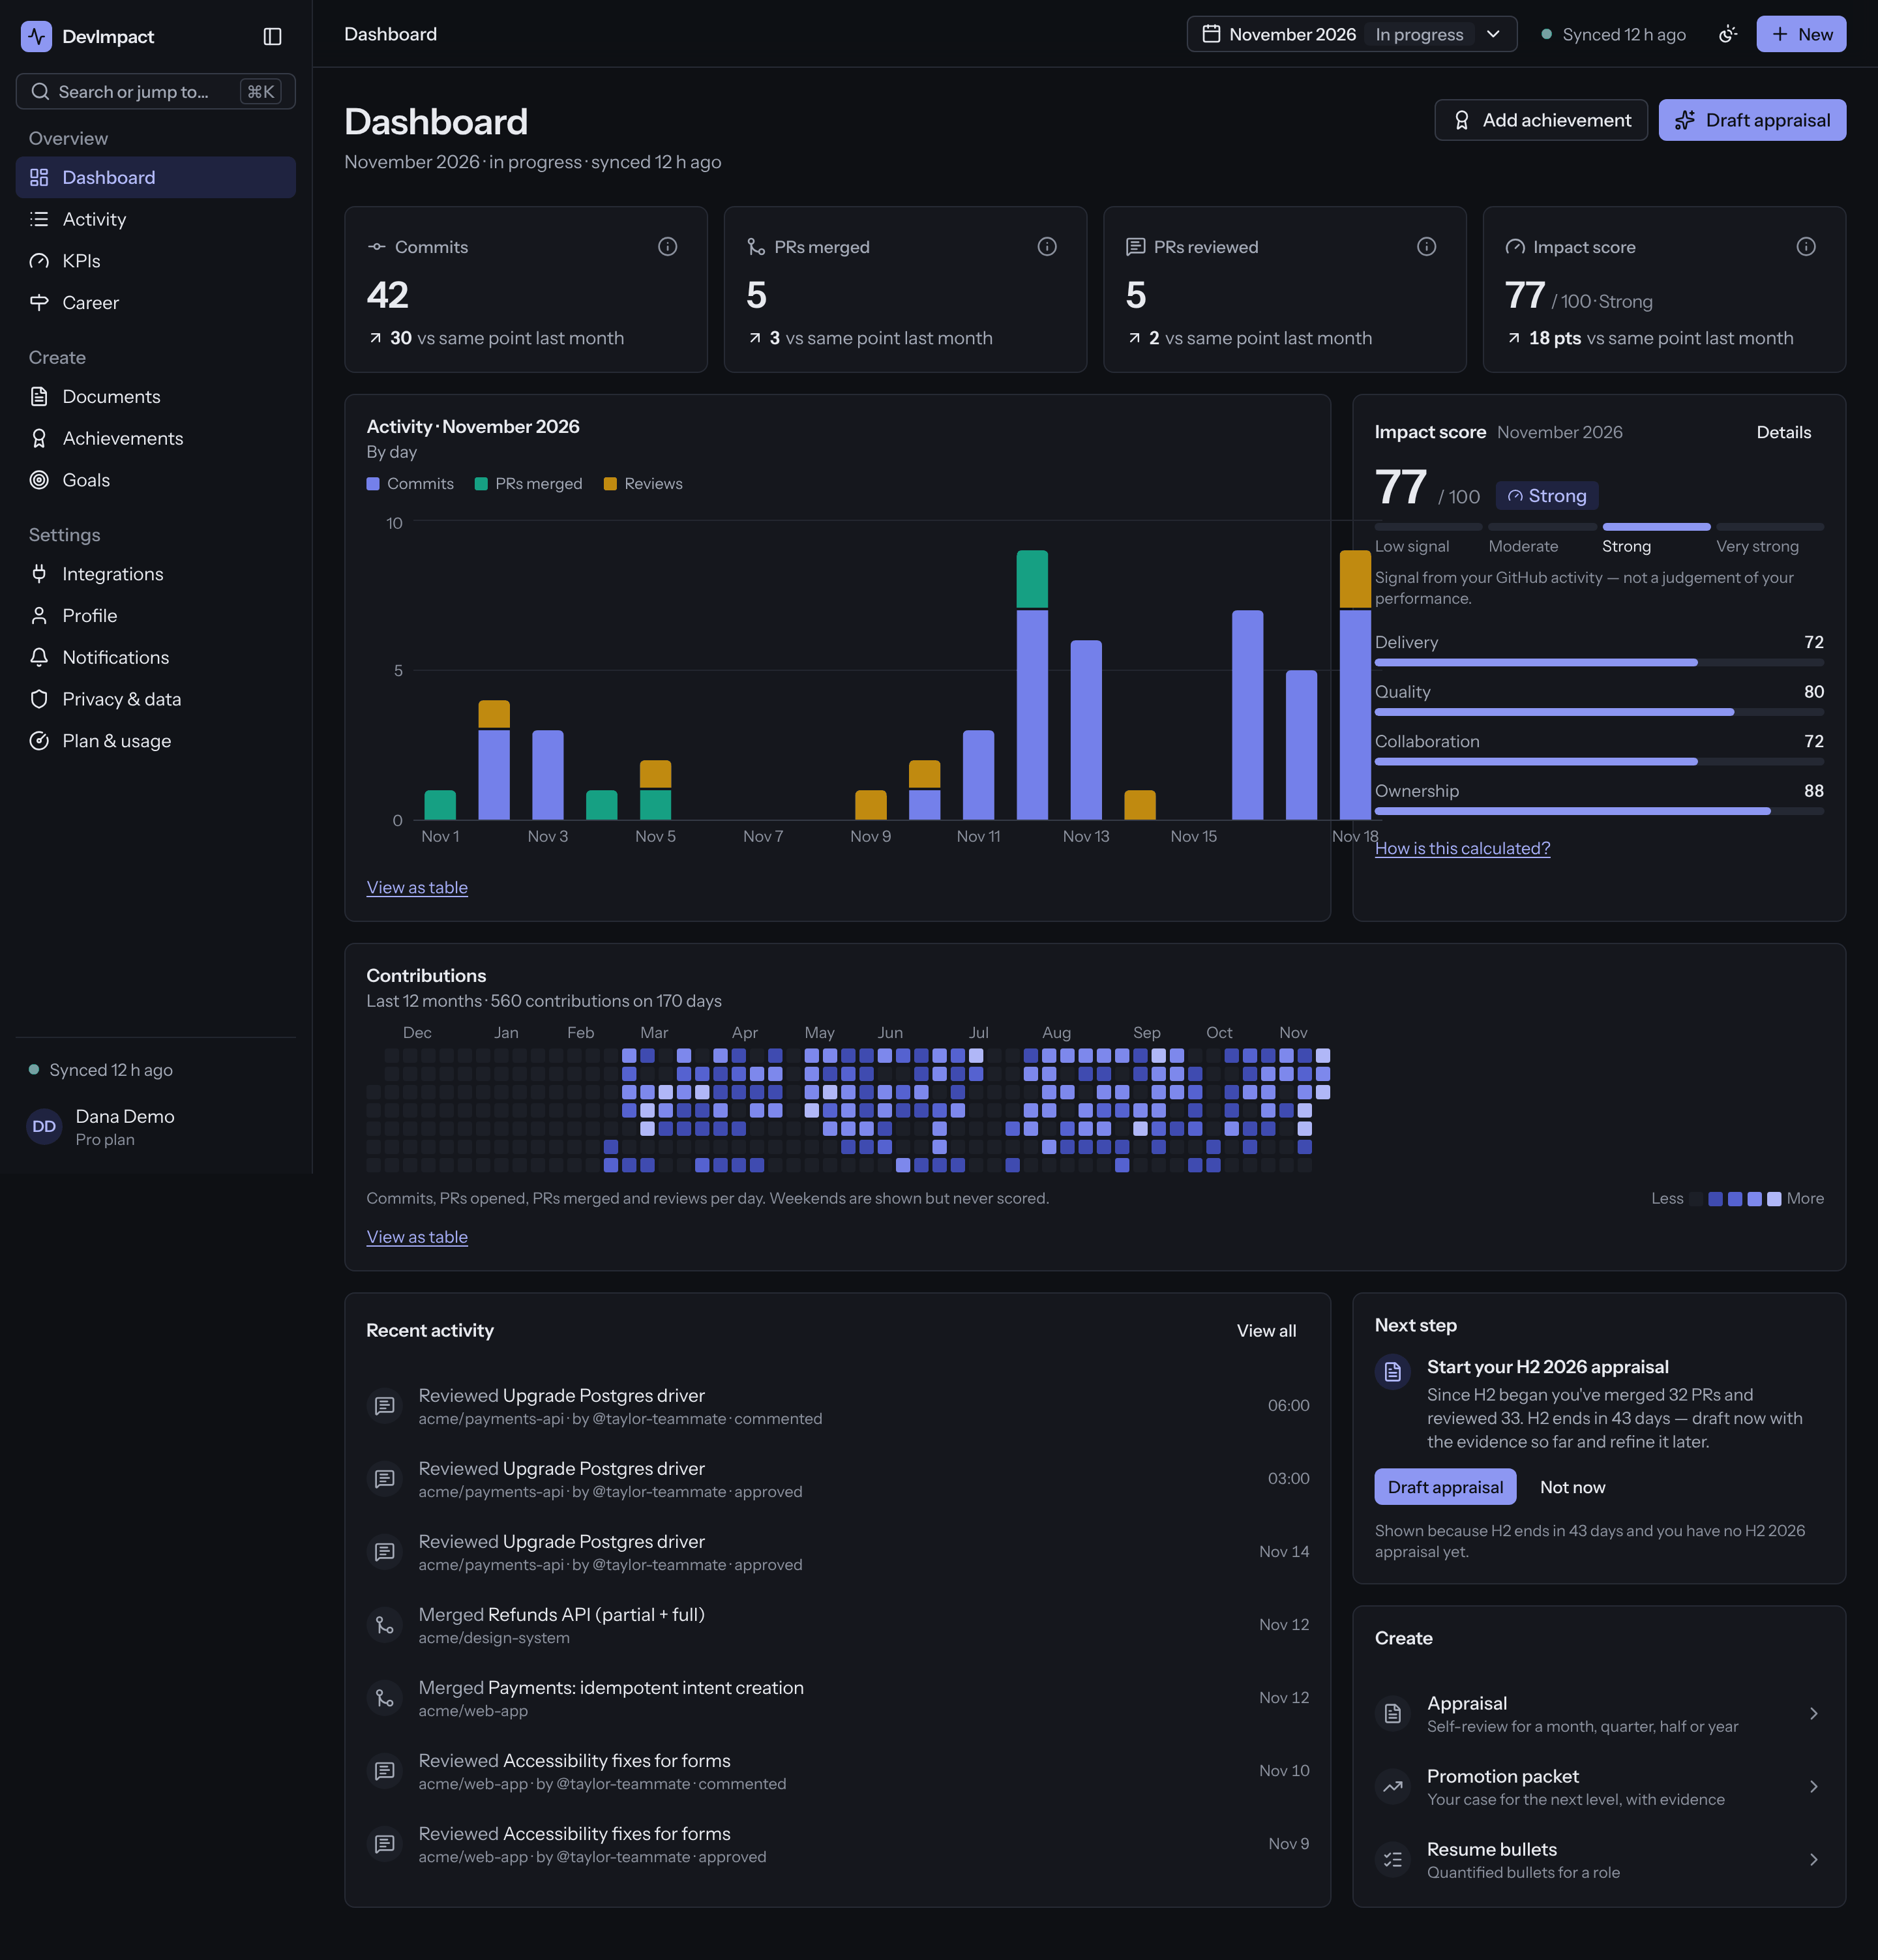 DevImpact
Search or jump to...
⌘K
Overview
Dashboard
Activity
KPIs
Career
Create
Documents
Achievements
Goals
Settings
Integrations
Profile
Notifications
Privacy & data
Plan & usage
Synced 12 h ago
DD
Dana Demo
Pro plan
Dashboard
November 2026 In progress
Synced 12 h ago
New
Dashboard
November 2026 · in progress · synced 12 h ago
Add achievement
Draft appraisal
Commits
42
30 vs same point last month
PRs merged
5
3 vs same point last month
PRs reviewed
5
2 vs same point last month
Impact score
77 / 100 · Strong
18 pts vs same point last month
Activity · November 2026
By day
Commits
PRs merged
Reviews
10
5
0
Nov 1
Nov 3
Nov 5
Nov 7
Nov 9
Nov 11
Nov 13
Nov 15
Nov 18
View as table
Impact score November 2026
Details
77 / 100
Strong
Low signal
Moderate
Strong
Very strong
Signal from your GitHub activity — not a judgement of your
performance.
Delivery 72
Quality 80
Collaboration 72
Ownership 88
How is this calculated?
Contributions
Last 12 months · 560 contributions on 170 days
Dec
Jan
Feb
Mar
Apr
May
Jun
Jul
Aug
Sep
Oct
Nov
Commits, PRs opened, PRs merged and reviews per day. Weekends are shown but never scored.
Less
More
View as table
Recent activity
View all
Reviewed Upgrade Postgres driver
acme/payments-api · by @taylor-teammate · commented
06:00
Reviewed Upgrade Postgres driver
acme/payments-api · by @taylor-teammate · approved
03:00
Reviewed Upgrade Postgres driver
acme/payments-api · by @taylor-teammate · approved
Nov 14
Merged Refunds API (partial + full)
acme/design-system
Nov 12
Merged Payments: idempotent intent creation
acme/web-app
Nov 12
Reviewed Accessibility fixes for forms
acme/web-app · by @taylor-teammate · commented
Nov 10
Reviewed Accessibility fixes for forms
acme/web-app · by @taylor-teammate · approved
Nov 9
Next step
Start your H2 2026 appraisal
Since H2 began you've merged 32 PRs and
reviewed 33. H2 ends in 43 days — draft now with
the evidence so far and refine it later.
Draft appraisal
Not now
Shown because H2 ends in 43 days and you have no H2 2026
appraisal yet.
Create
Appraisal
Self-review for a month, quarter, half or year
Promotion packet
Your case for the next level, with evidence
Resume bullets
Quantified bullets for a role